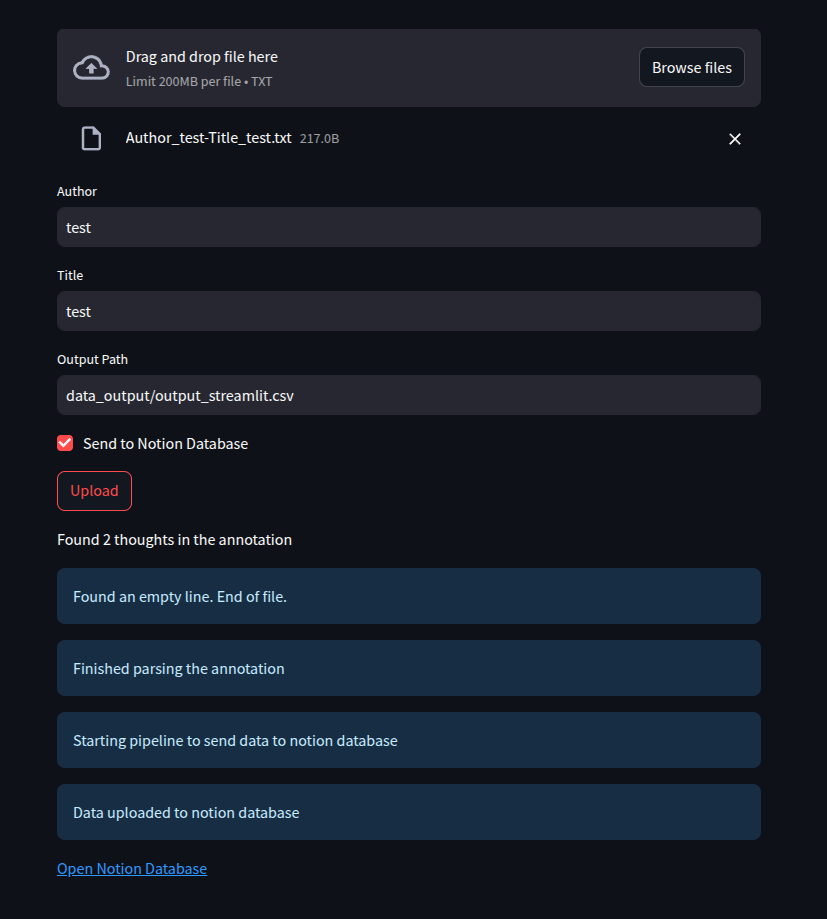 Drag and drop file here
Limit 200MB per file • TXT
Browse files
Author_test-Title_test.txt 217.0B
Author
test
Title
test
Output Path
data_output/output_streamlit.csv
Send to Notion Database
Upload
Found 2 thoughts in the annotation
Found an empty line. End of file.
Finished parsing the annotation
Starting pipeline to send data to notion database
Data uploaded to notion database
Open Notion Database